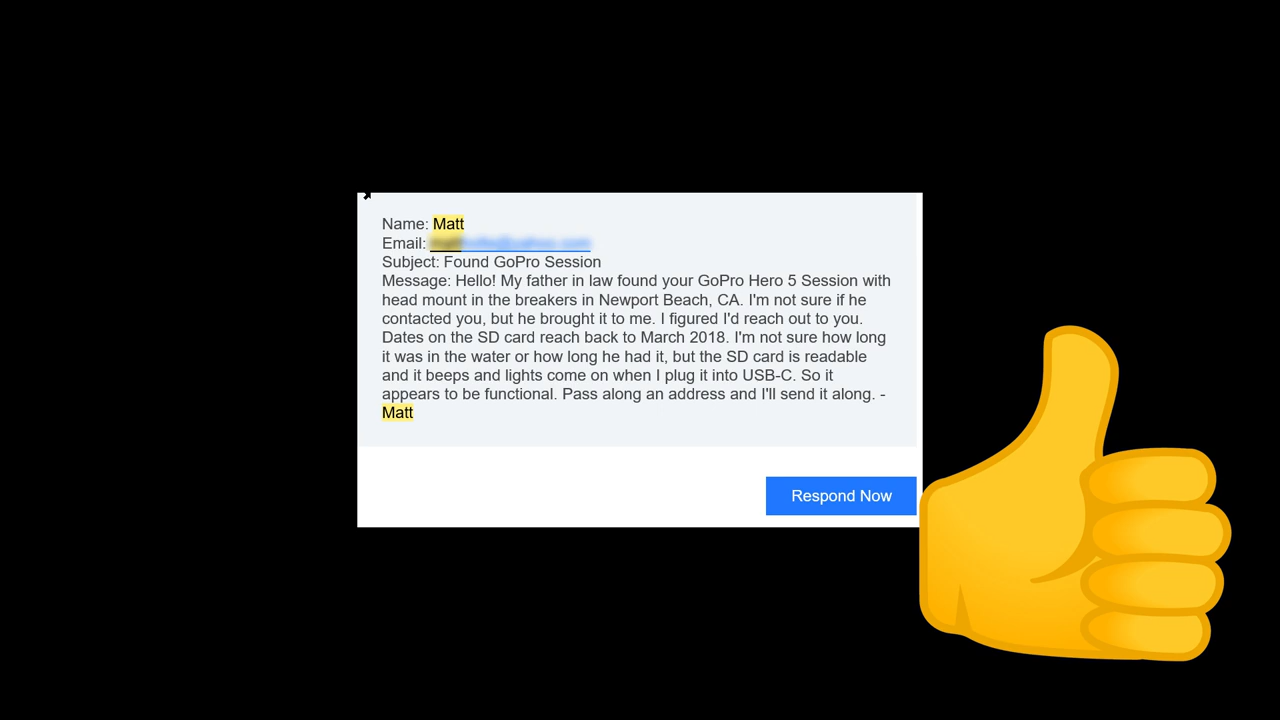 Name: Matt
Email:
Subject: Found GoPro Session
Message: Hello! My father in law found your GoPro Hero 5 Session with
head mount in the breakers in Newport Beach, CA. I'm not sure if he
contacted you, but he brought it to me. I figured I'd reach out to you.
Dates on the SD card reach back to March 2018. I'm not sure how long
it was in the water or how long he had it, but the SD card is readable
and it beeps and lights come on when I plug it into USB-C. So it
appears to be functional. Pass along an address and I'll send it along. -
Matt
Respond Now